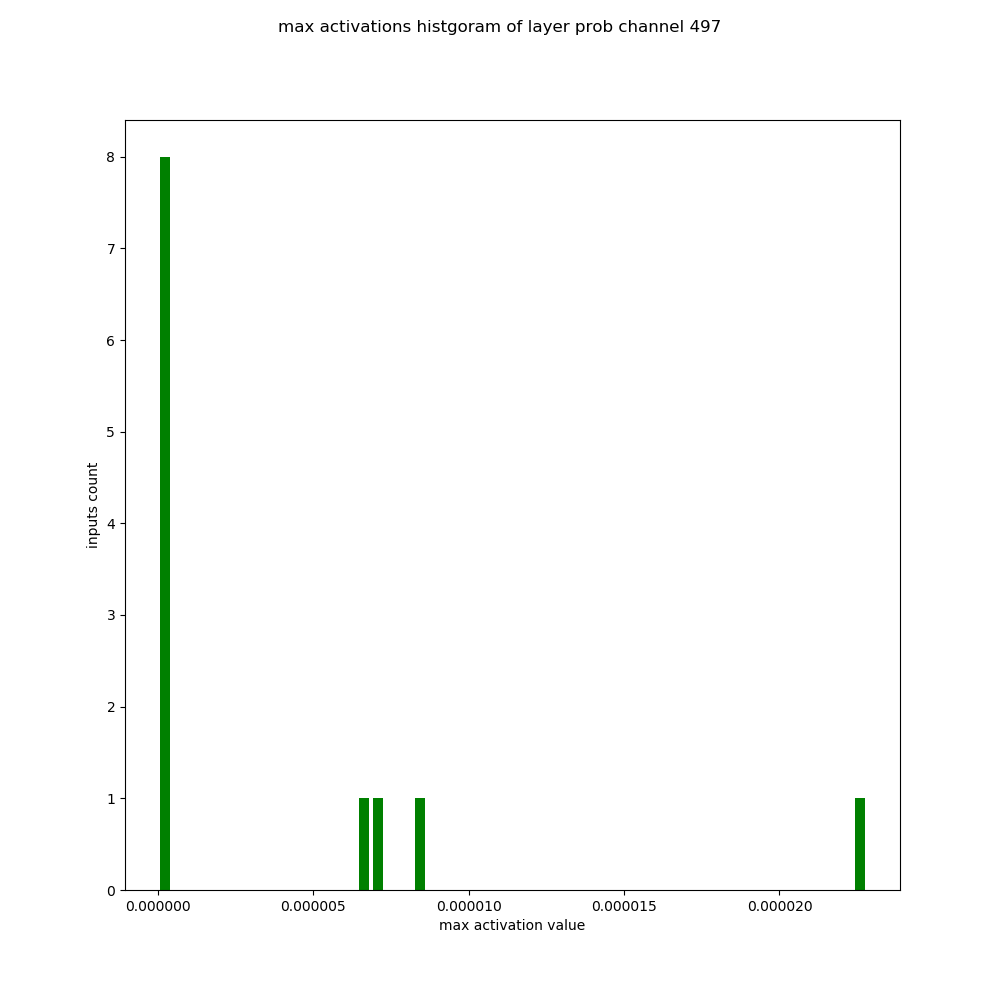 max activations histgoram of layer prob channel 497
8
7
6
5
4
3
2
1
0
inputs count
0.000000 0.000005 0.000010 0.000015 0.000020
max activation value